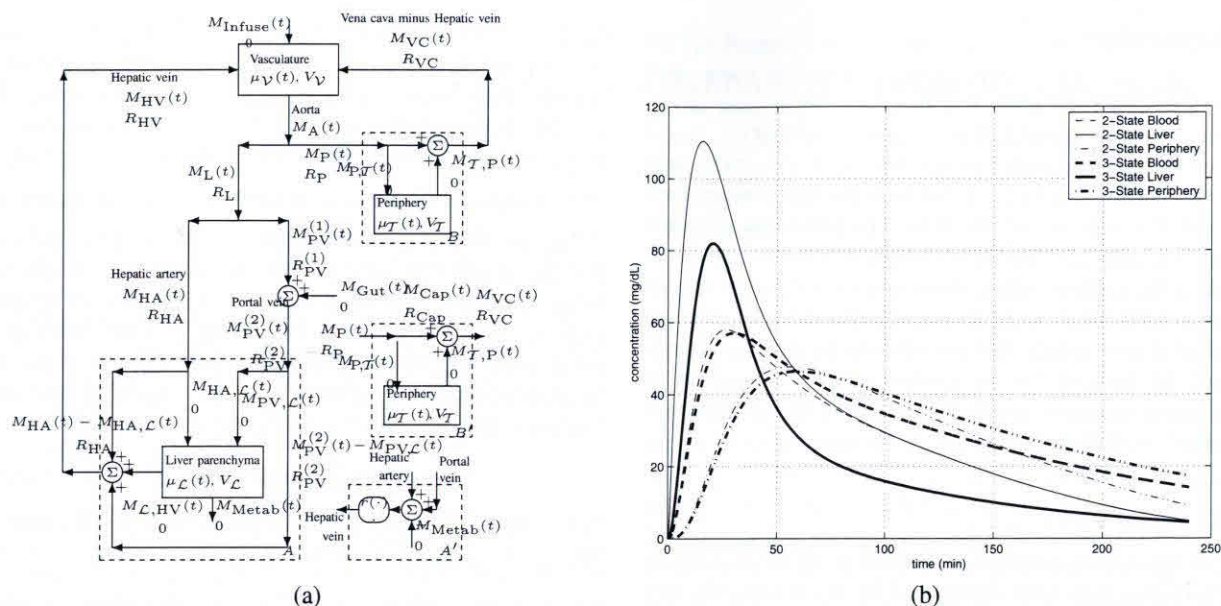 Vena cava minus Hepatic vein
M_Infuse(t)
0
M_VC(t)
R_VC
Vasculature
μ_V(t), V_V
Hepatic vein
M_HV(t)
R_HV
Aorta
M_A(t)
Σ
+
+
M_P(t)
R_P
M_P,T(t)
0
0
M_T,P(t)
M_L(t)
R_L
Periphery
μ_T(t), V_T
B
M_PV^(1)(t)
R_PV^(1)
Hepatic artery
M_HA(t)
R_HA
Σ
+
+
M_Gut(t)
0
M_Cap(t)
R_Cap
M_VC(t)
R_VC
Portal vein
M_PV^(2)(t)
R_PV^(2)
M_P(t)
R_P
M_P,T(t)
0
Σ
+
+
0
M_T,P(t)
Periphery
μ_T(t), V_T
B'
M_HA,L(t)
0
M_PV,L(t)
0
M_HA(t) − M_HA,L(t)
R_HA
Σ
+
+
+
Liver parenchyma
μ_L(t), V_L
M_PV^(2)(t) − M_PV,L(t)
R_PV^(2)
M_L,HV(t)
0
M_Metab(t)
0
A
Hepatic
artery
Portal
vein
Hepatic
vein
r(·)
Σ
+
+
+
M_Metab(t)
0
A'
(a)
120
100
80
60
40
20
0
concentration (mg/dL)
2-State Blood
2-State Liver
2-State Periphery
3-State Blood
3-State Liver
3-State Periphery
0 50 100 150 200 250
time (min)
(b)